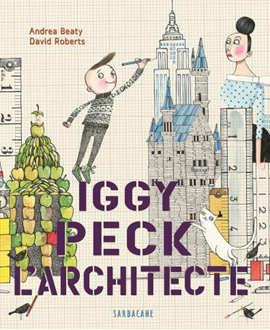 Andrea Beaty
David Roberts
IGGY
PECK
L'ARCHITECTE
SARBACANE